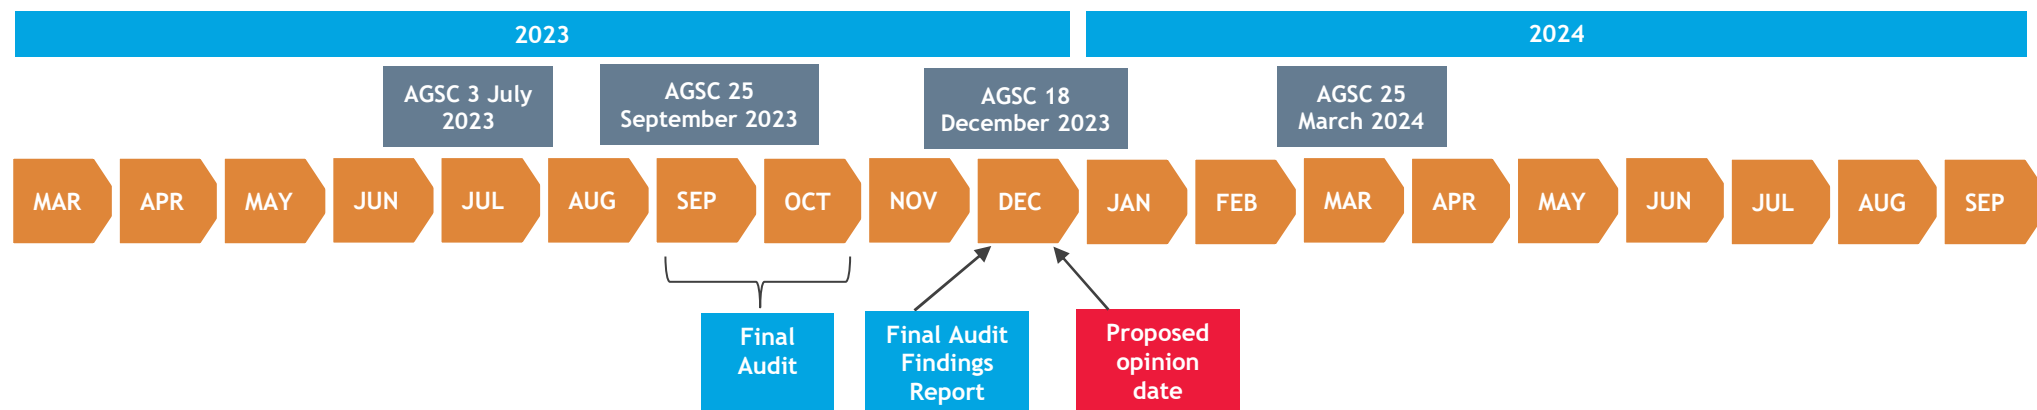 2023
2024
AGSC 3 July
2023
AGSC 25
September 2023
AGSC 18
December 2023
AGSC 25
March 2024
MAR
APR
MAY
JUN
JUL
AUG
SEP
OCT
NOV
DEC
JAN
FEB
MAR
APR
MAY
JUN
JUL
AUG
SEP
Final
Audit
Final Audit
Findings
Report
Proposed
opinion
date